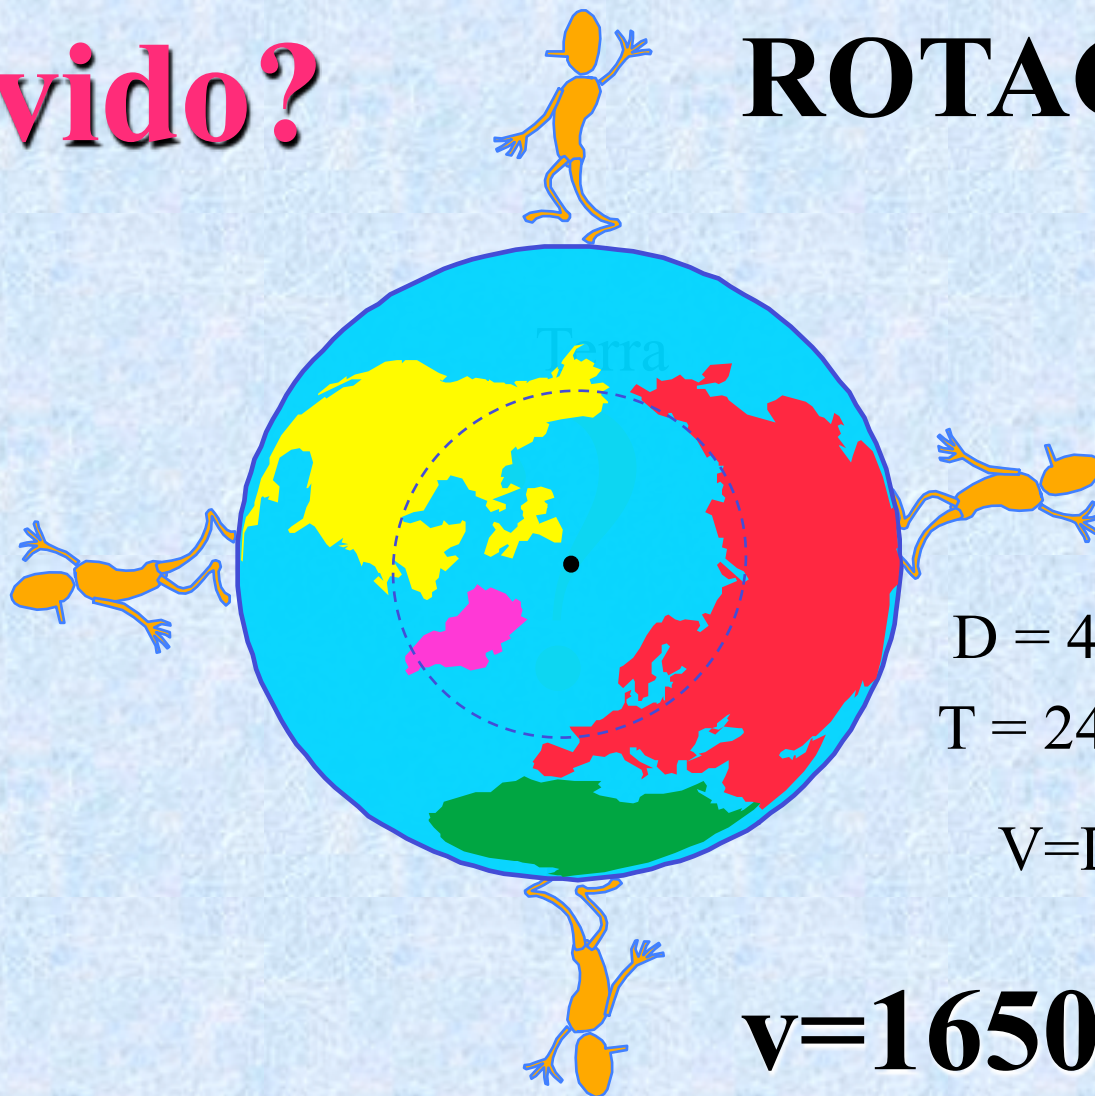 vido?
ROTAC
Terra
?
D = 4
T = 24
V=D
v=1650